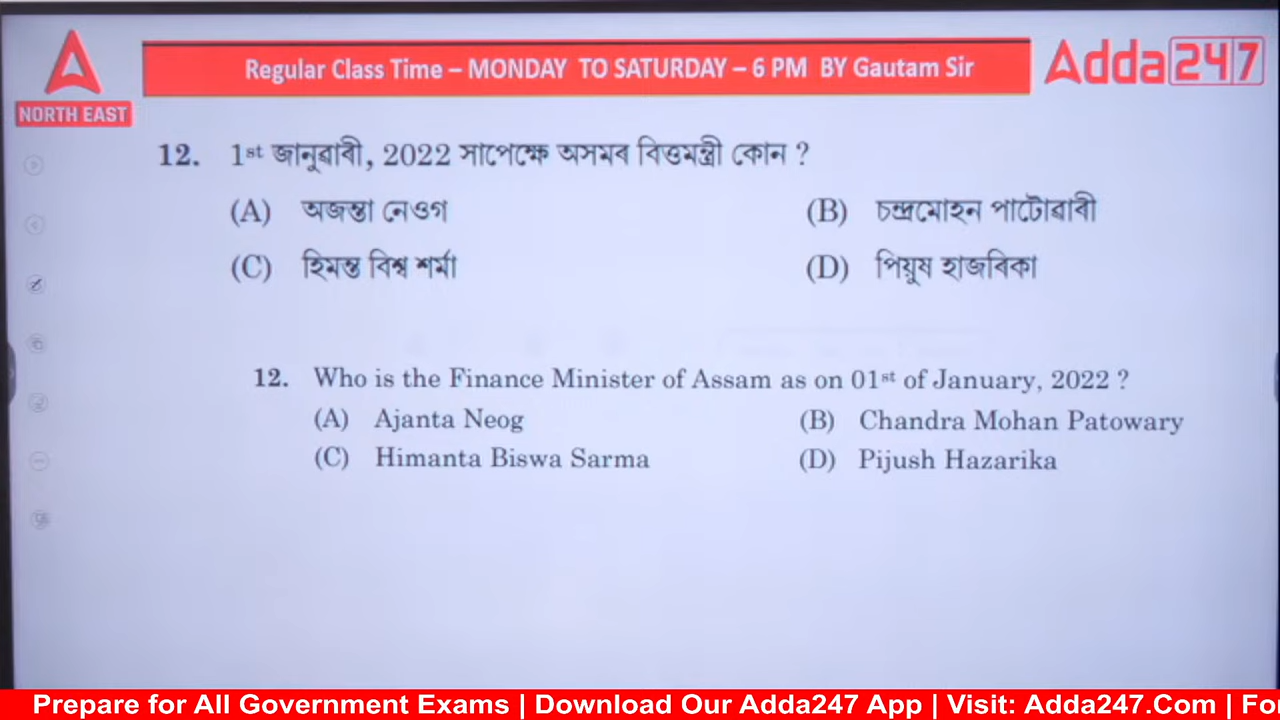 Regular Class Time – MONDAY TO SATURDAY – 6 PM BY Gautam Sir
Adda247
NORTH EAST
12. 1st জানুৱাৰী, 2022 সাপেক্ষে অসমৰ বিত্তমন্ত্ৰী কোন ?
(A) অজন্তা নেওগ (B) চন্দ্ৰমোহন পাটোৱাৰী
(C) হিমন্ত বিশ্ব শৰ্মা (D) পিযুষ হাজৰিকা
12. Who is the Finance Minister of Assam as on 01st of January, 2022 ?
(A) Ajanta Neog (B) Chandra Mohan Patowary
(C) Himanta Biswa Sarma (D) Pijush Hazarika
Prepare for All Government Exams | Download Our Adda247 App | Visit: Adda247.Com | Fo